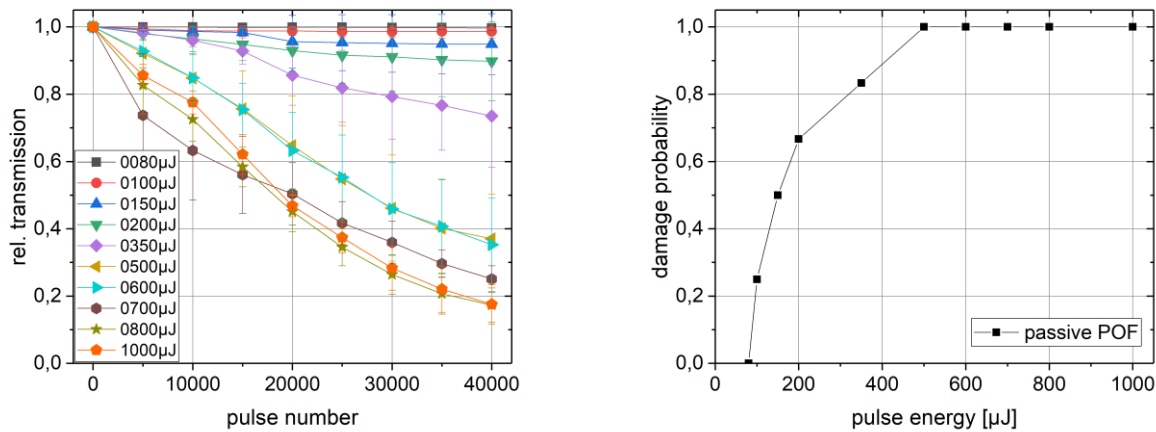 rel. transmission
1,0
0,8
0,6
0,4
0,2
0,0
0080µJ
0100µJ
0150µJ
0200µJ
0350µJ
0500µJ
0600µJ
0700µJ
0800µJ
1000µJ
0 10000 20000 30000 40000
pulse number
damage probability
1,0
0,8
0,6
0,4
0,2
0,0
passive POF
0 200 400 600 800 1000
pulse energy [µJ]